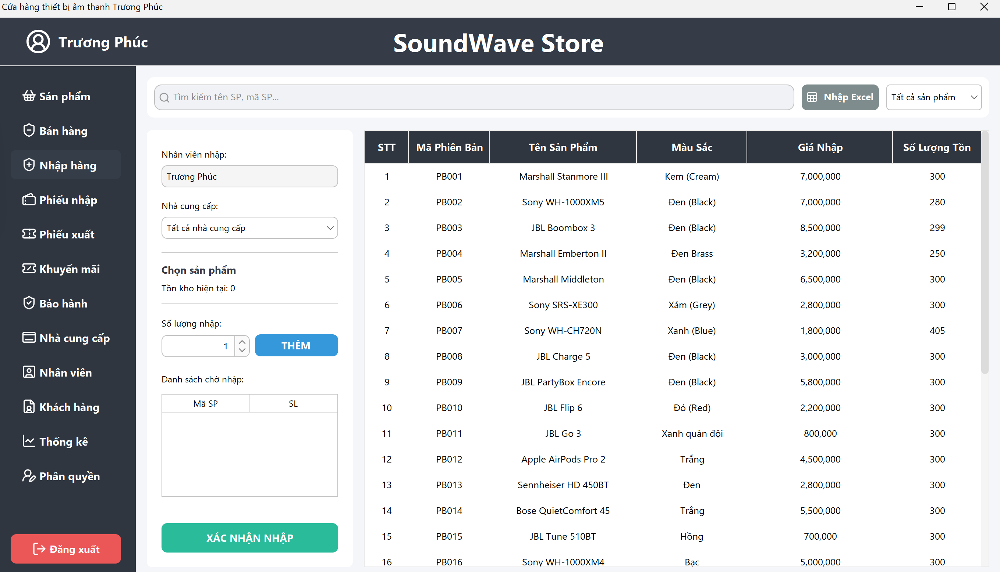 Cửa hàng thiết bị âm thanh Trương Phúc
Trương Phúc
SoundWave Store
Sản phẩm
Bán hàng
Nhập hàng
Phiếu nhập
Phiếu xuất
Khuyến mãi
Bảo hành
Nhà cung cấp
Nhân viên
Khách hàng
Thống kê
Phân quyền
Đăng xuất
Tìm kiếm tên SP, mã SP...
Nhập Excel
Tất cả sản phẩm
Nhân viên nhập:
Trương Phúc
Nhà cung cấp:
Tất cả nhà cung cấp
Chọn sản phẩm
Tồn kho hiện tại: 0
Số lượng nhập:
1 THÊM
Danh sách chờ nhập:
Mã SP SL
XÁC NHẬN NHẬP
STT Mã Phiên Bản Tên Sản Phẩm Màu Sắc Giá Nhập Số Lượng Tồn
1 PB001 Marshall Stanmore III Kem (Cream) 7,000,000 300
2 PB002 Sony WH-1000XM5 Đen (Black) 7,000,000 280
3 PB003 JBL Boombox 3 Đen (Black) 8,500,000 299
4 PB004 Marshall Emberton II Đen Brass 3,200,000 250
5 PB005 Marshall Middleton Đen (Black) 6,500,000 300
6 PB006 Sony SRS-XE300 Xám (Grey) 2,800,000 300
7 PB007 Sony WH-CH720N Xanh (Blue) 1,800,000 405
8 PB008 JBL Charge 5 Đen (Black) 3,000,000 300
9 PB009 JBL PartyBox Encore Đen (Black) 5,800,000 300
10 PB010 JBL Flip 6 Đỏ (Red) 2,200,000 300
11 PB011 JBL Go 3 Xanh quân đội 800,000 300
12 PB012 Apple AirPods Pro 2 Trắng 4,500,000 300
13 PB013 Sennheiser HD 450BT Đen 2,800,000 300
14 PB014 Bose QuietComfort 45 Trắng 5,500,000 300
15 PB015 JBL Tune 510BT Hồng 700,000 300
16 PB016 Sony WH-1000XM4 Bạc 5,000,000 300